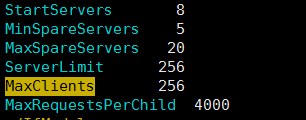 StartServers 8
MinSpareServers 5
MaxSpareServers 20
ServerLimit 256
MaxClients 256
MaxRequestsPerChild 4000